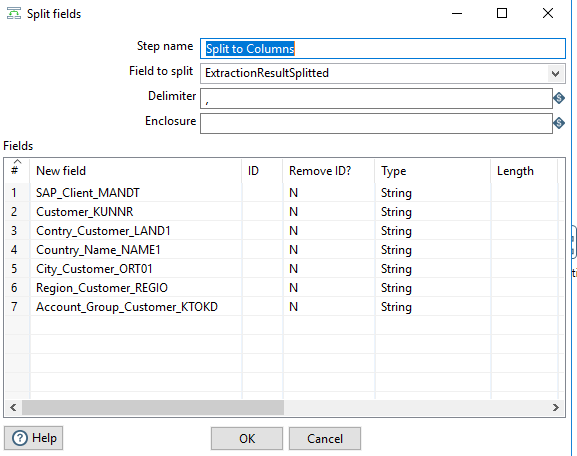 Split fields
Step name Split to Columns
Field to split ExtractionResultSplitted
Delimiter ,
Enclosure
Fields
# New field ID Remove ID? Type Length
1 SAP_Client_MANDT N String
2 Customer_KUNNR N String
3 Contry_Customer_LAND1 N String
4 Country_Name_NAME1 N String
5 City_Customer_ORT01 N String
6 Region_Customer_REGIO N String
7 Account_Group_Customer_KTOKD N String
? Help OK Cancel